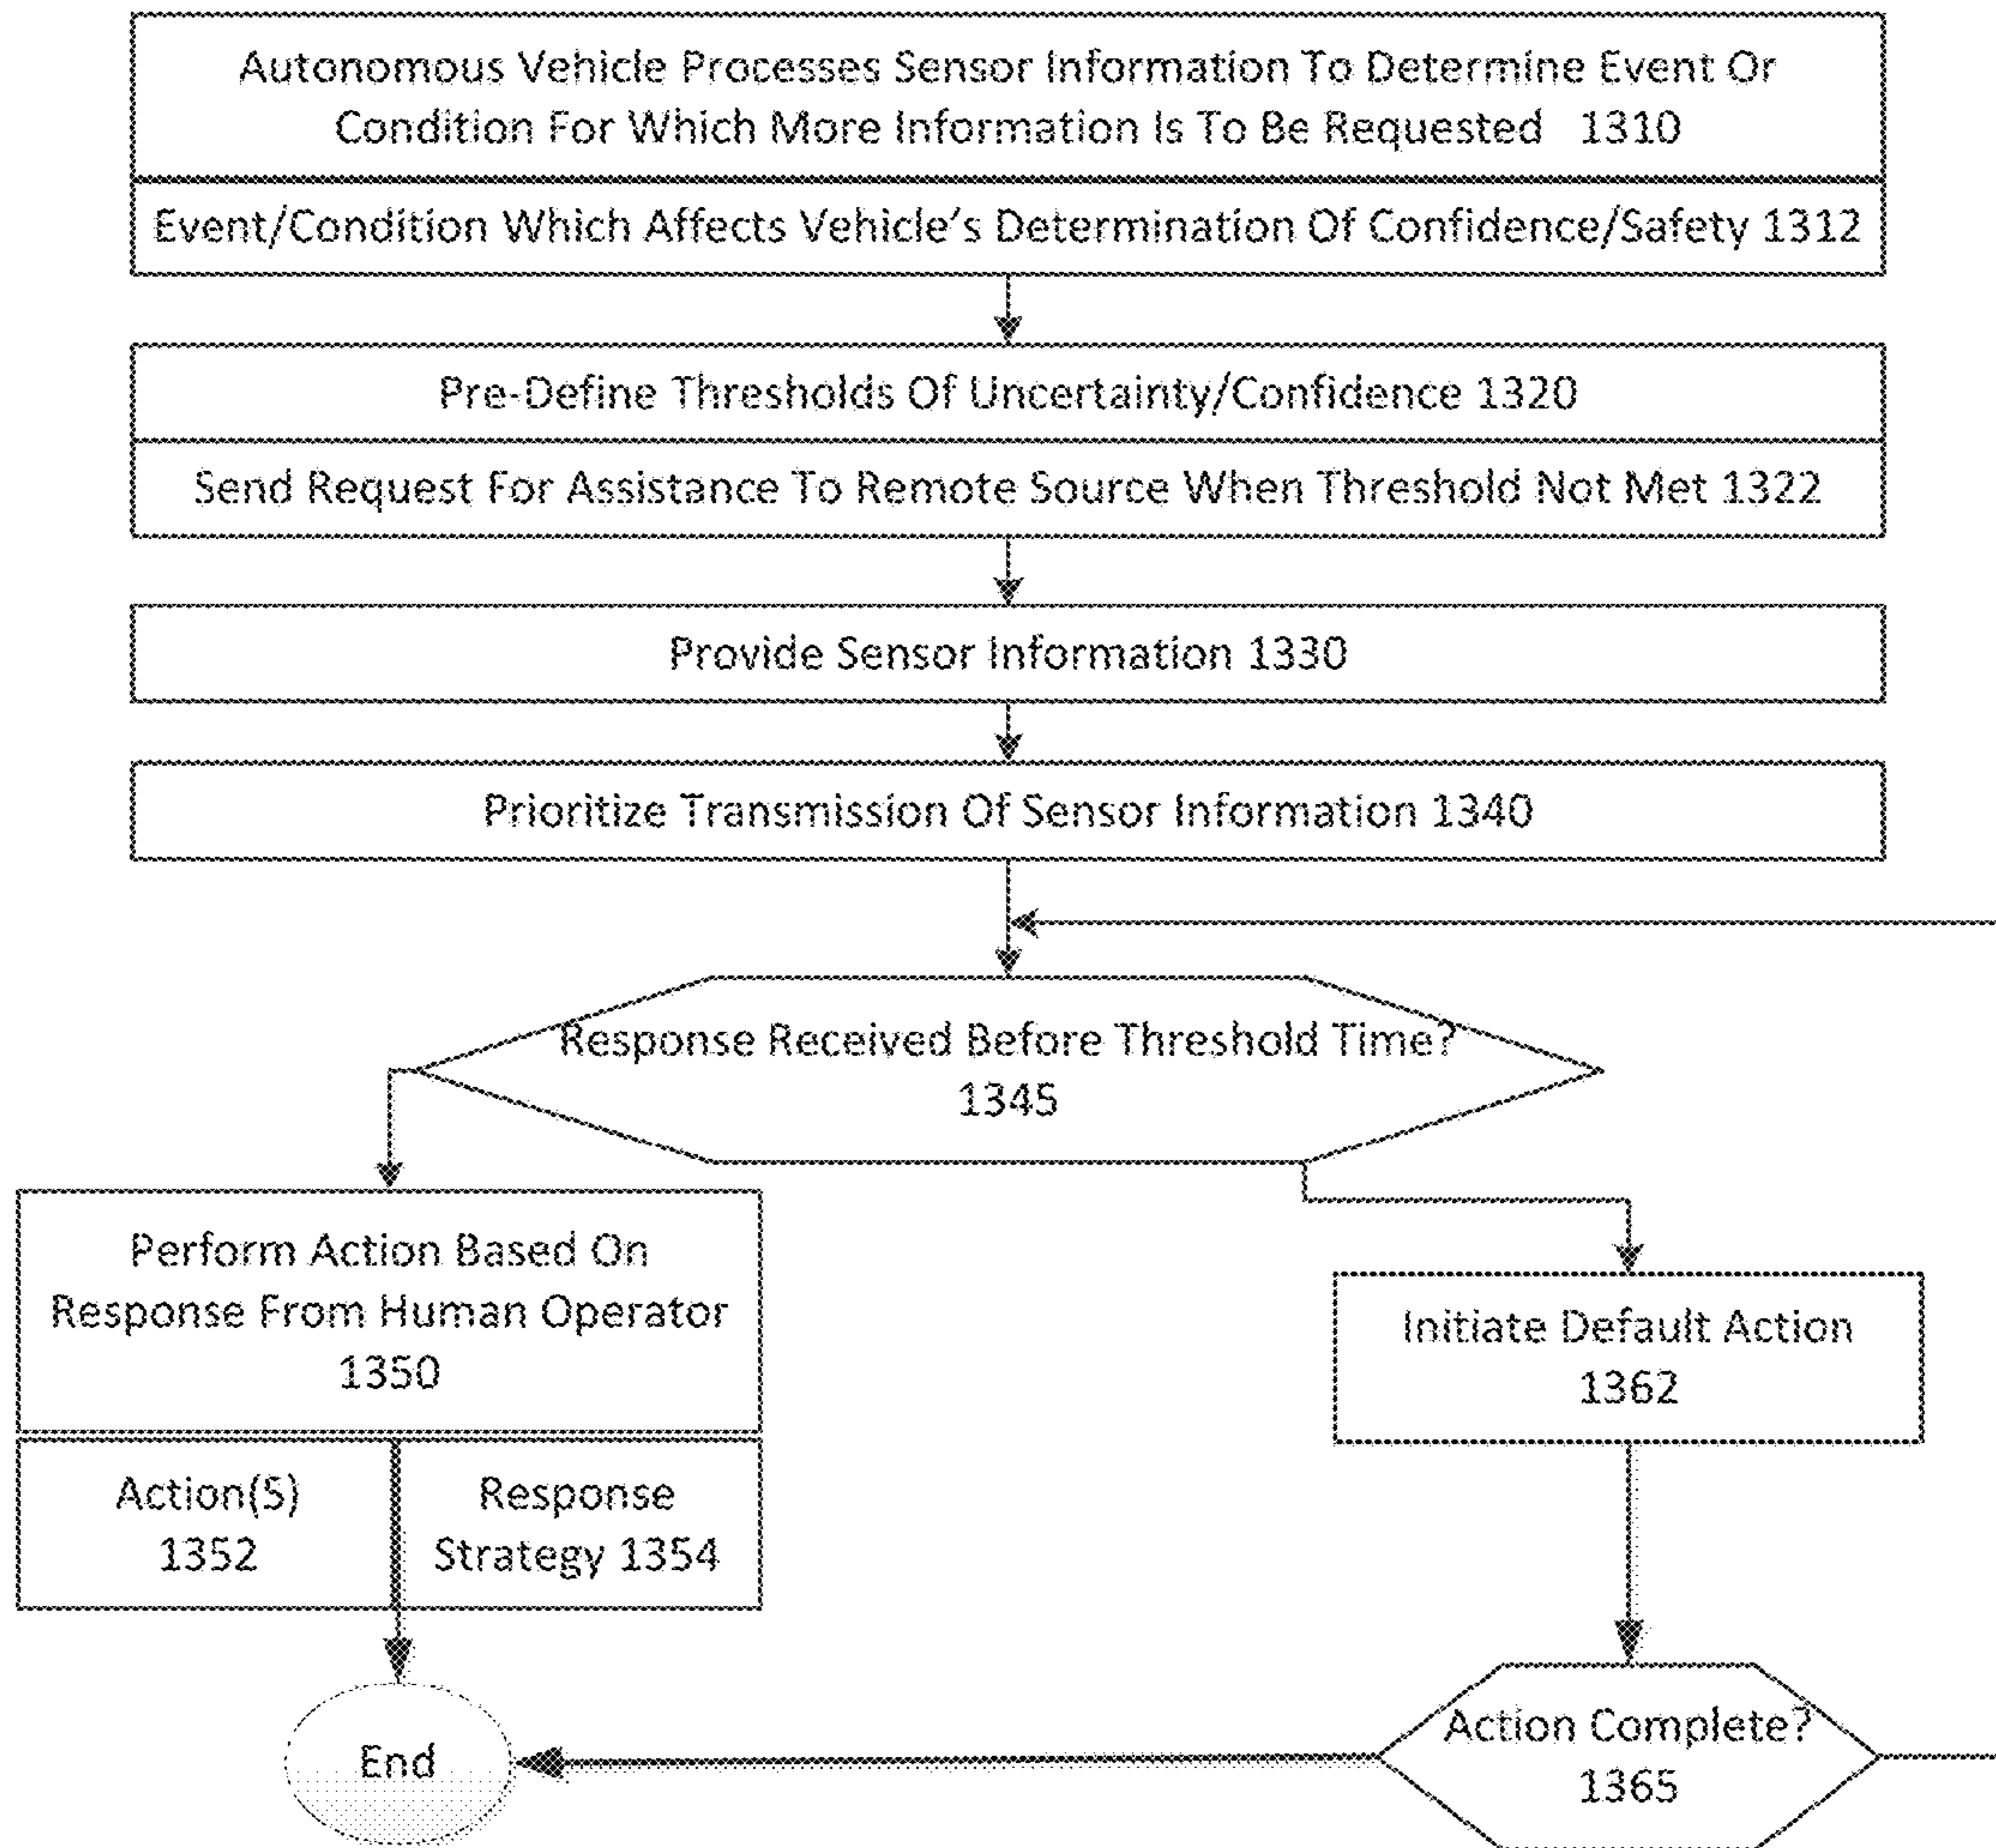 Autonomous Vehicle Processes Sensor Information To Determine Event Or
Condition For Which More Information Is To Be Requested 1310
Event/Condition Which Affects Vehicle's Determination Of Confidence/Safety 1312
Pre-Define Thresholds Of Uncertainty/Confidence 1320
Send Request For Assistance To Remote Source When Threshold Not Met 1322
Provide Sensor Information 1330
Prioritize Transmission Of Sensor Information 1340
Response Received Before Threshold Time?
1345
Perform Action Based On
Response From Human Operator
1350
Action(S)
1352
Response
Strategy 1354
Initiate Default Action
1362
Action Complete?
1365
End